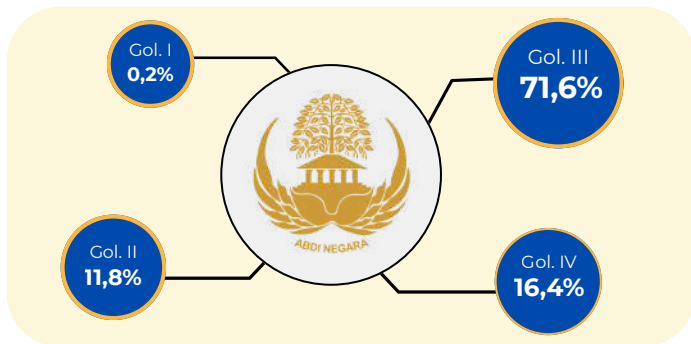 Gol. I
0,2%
Gol. III
71,6%
ABDI NEGARA
Gol. II
11,8%
Gol. IV
16,4%